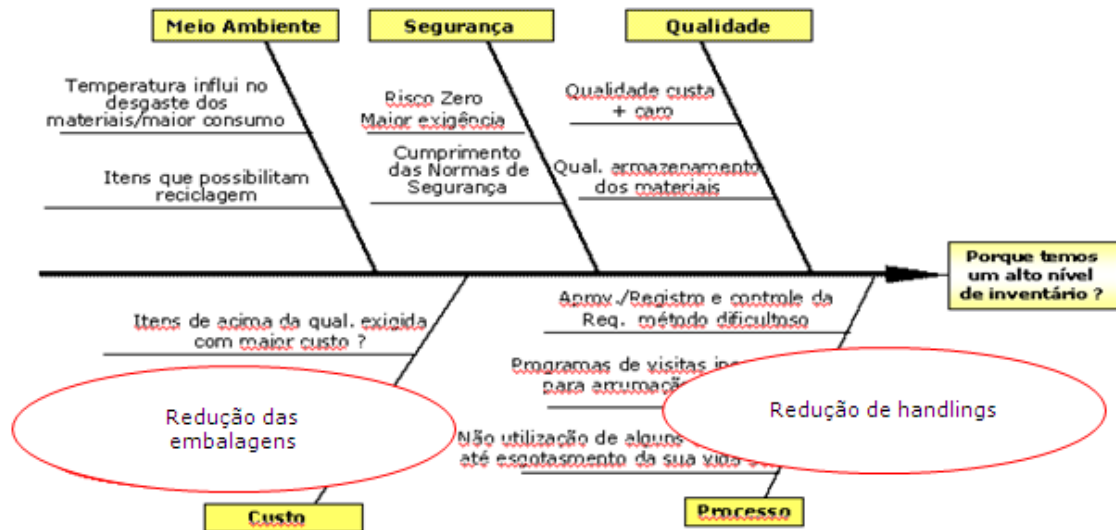 Meio Ambiente
Segurança
Qualidade
Temperatura influi no
desgaste dos
materiais/maior consumo
Itens que possibilitam
reciclagem
Risco Zero
Maior exigência
Cumprimento
das Normas de
Segurança
Qualidade custa
+ caro
Qual. armazenamento
dos materiais
Porque temos
um alto nível
de inventário ?
Itens de acima da qual. exigida
com maior custo ?
Redução das
embalagens
Custo
Aprov./Registro e controle da
Req. método dificultoso
Programas de visitas
para arrumação
Não utilização de alguns
até esgotasmento da sua vida
Redução de handlings
Processo